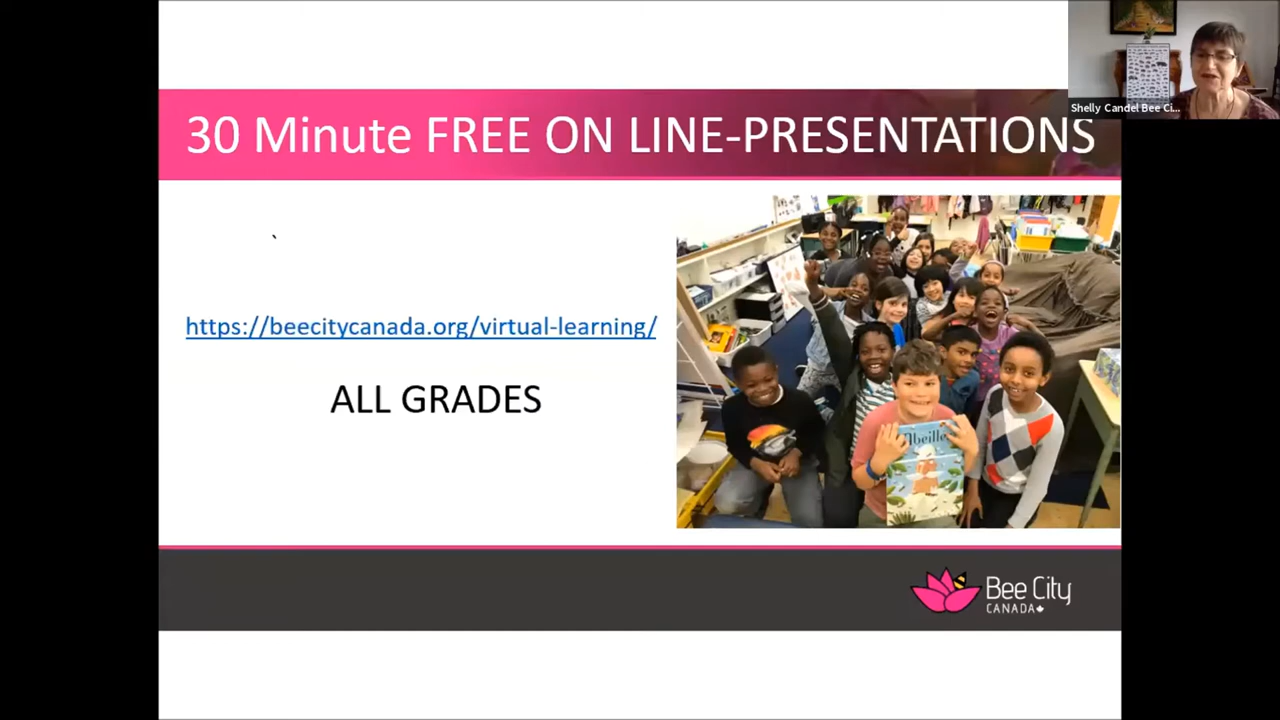 Shelly Candel Bee Ci...
30 Minute FREE ON LINE-PRESENTATIONS
https://beecitycanada.org/virtual-learning/
ALL GRADES
Abeille
Bee City
CANADA